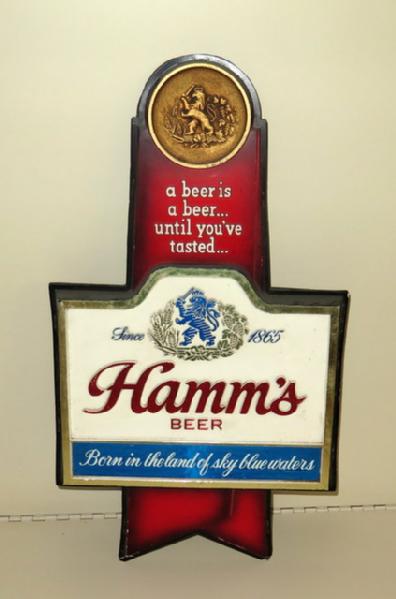 a beer is
a beer...
until you've
tasted...
Since 1865
Hamm's
BEER
Born in the land of sky blue waters